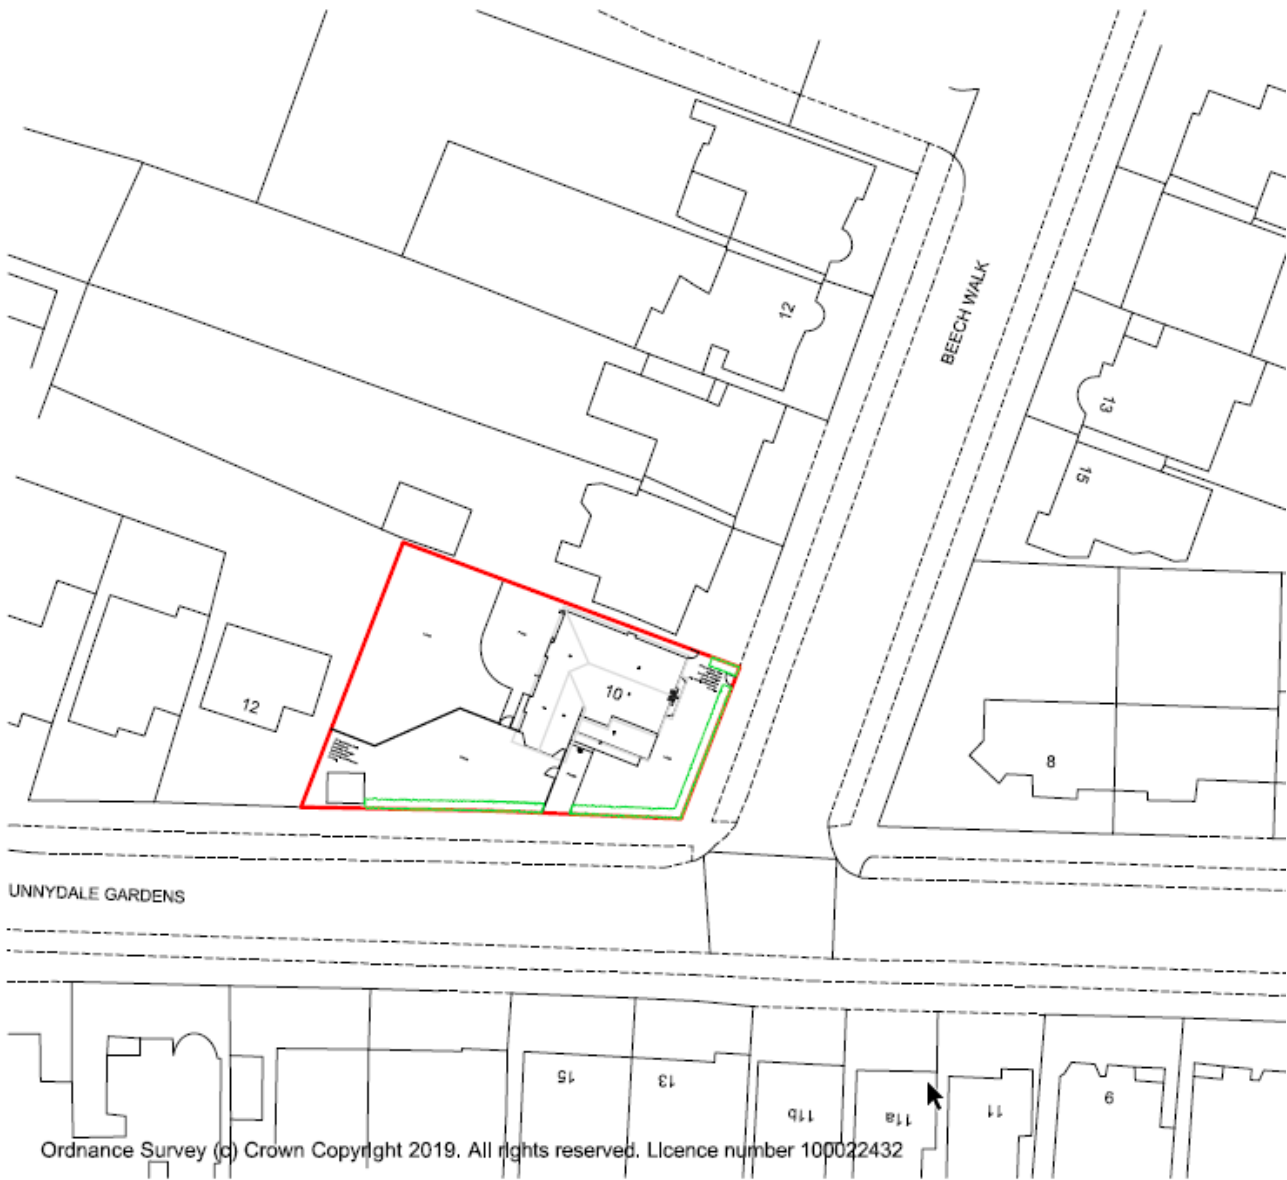 12
BEECH WALK
13
15
10
12
8
UNNYDALE GARDENS
15
13
11b
11a
11
9
Ordnance Survey (c) Crown Copyright 2019. All rights reserved. Licence number 100022432